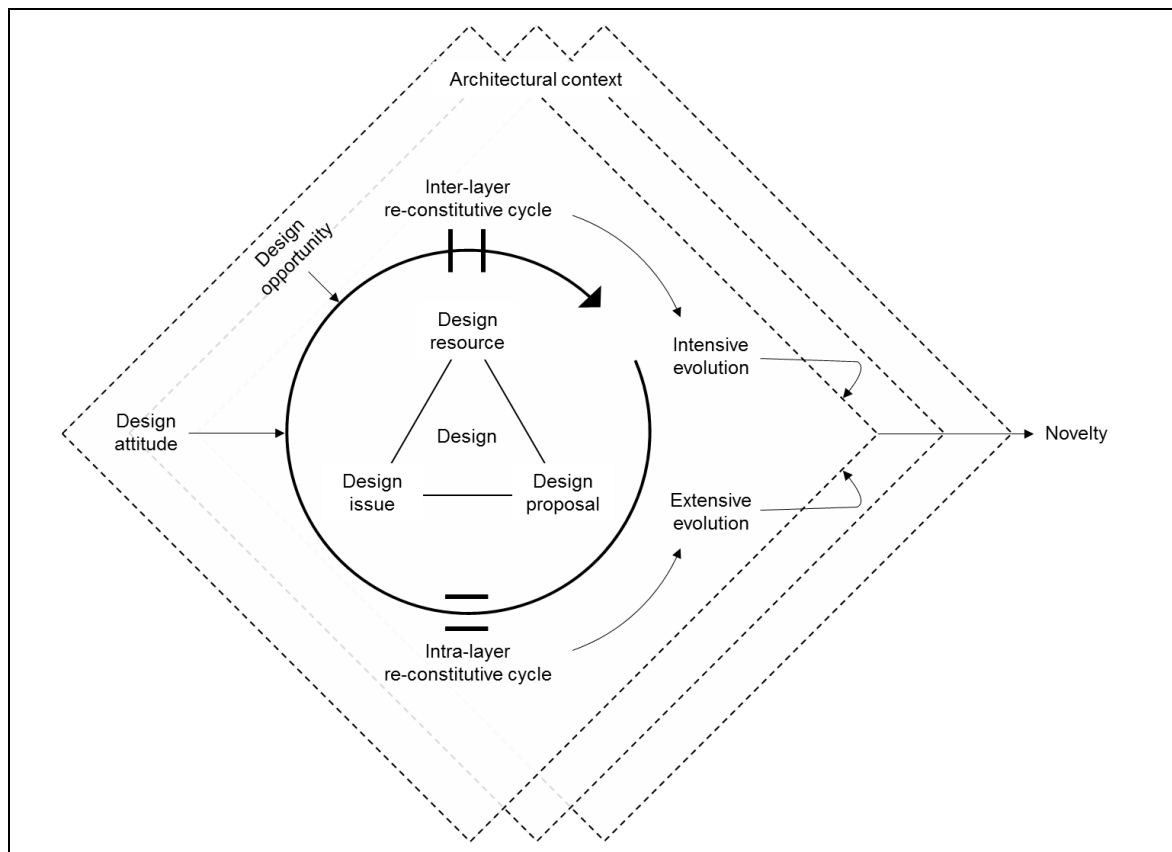 Architectural context
Inter-layer
re-constitutive cycle
Design
opportunity
Design
resource
Intensive
evolution
Design
attitude
Design
Novelty
Design
issue
Design
proposal
Extensive
evolution
Intra-layer
re-constitutive cycle